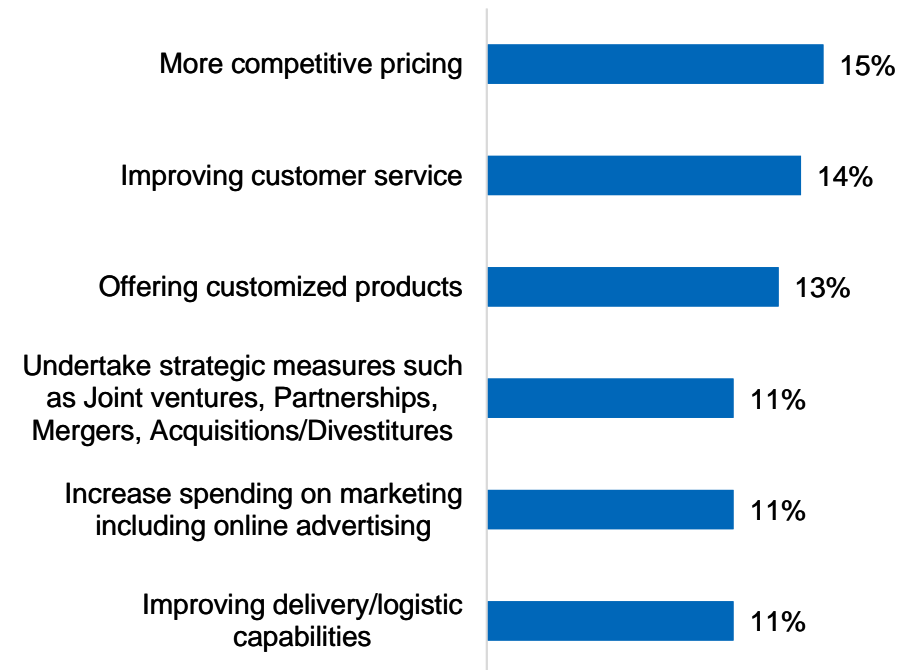 More competitive pricing
15%
Improving customer service
14%
Offering customized products
13%
Undertake strategic measures such
as Joint ventures, Partnerships,
Mergers, Acquisitions/Divestitures
11%
Increase spending on marketing
including online advertising
11%
Improving delivery/logistic
capabilities
11%